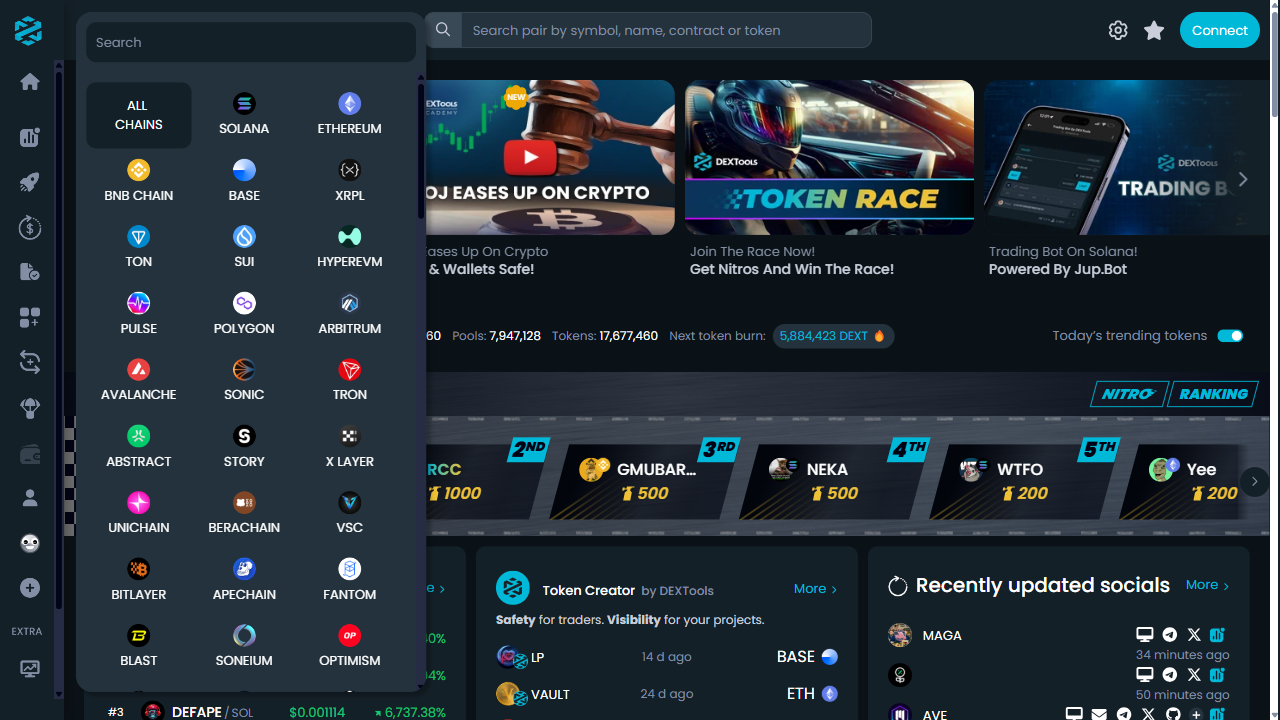 Search
Search pair by symbol, name, contract or token
Connect
ALL
CHAINS
SOLANA
ETHEREUM
BNB CHAIN
BASE
XRPL
TON
SUI
HYPEREVM
PULSE
POLYGON
ARBITRUM
AVALANCHE
SONIC
TRON
ABSTRACT
STORY
X LAYER
UNICHAIN
BERACHAIN
VSC
BITLAYER
APECHAIN
FANTOM
BLAST
SONEIUM
OPTIMISM
EXTRA
NEW
OJ EASES UP ON CRYPTO
Eases Up On Crypto
& Wallets Safe!
DEXTOOLS
TOKEN RACE
Join The Race Now!
Get Nitros And Win The Race!
DEXTOOLS
TRADING B
Trading Bot On Solana!
Powered By Jup.Bot
60 Pools: 7,947,128 Tokens: 17,677,460 Next token burn: 5,884,423 DEXT
Today's trending tokens
NITRO RANKING
2ND 3RD 4TH 5TH
RCC GMUBAR... NEKA WTFO Yee
1000 500 500 200 200
Token Creator by DEXTools
More
Safety for traders. Visibility for your projects.
LP 14 d ago BASE
VAULT 24 d ago ETH
Recently updated socials More
MAGA
34 minutes ago
50 minutes ago
AVE
#3 DEFAPE / SOL $0.001114 6,737.38%